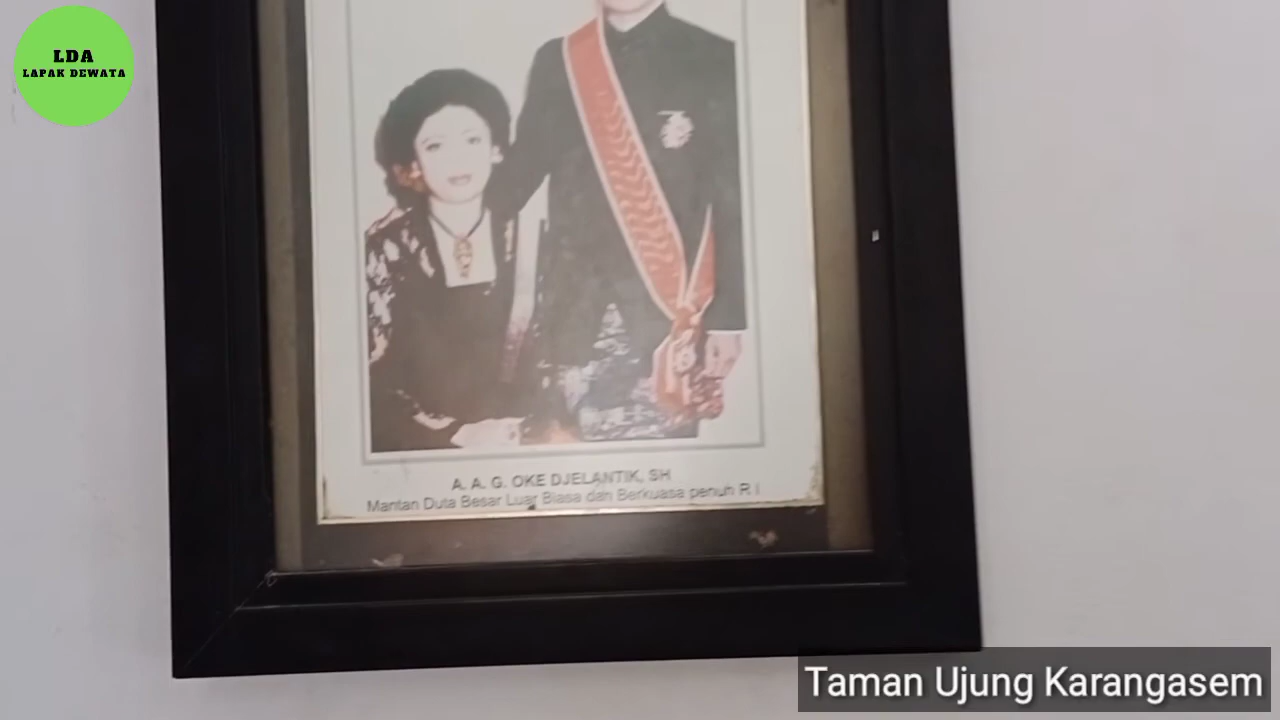 LDA
LAPAK DEWATA
A. A. G. OKE DJELANTIK, SH
Mantan Duta Besar Luar Biasa dan Berkuasa penuh R I
Taman Ujung Karangasem